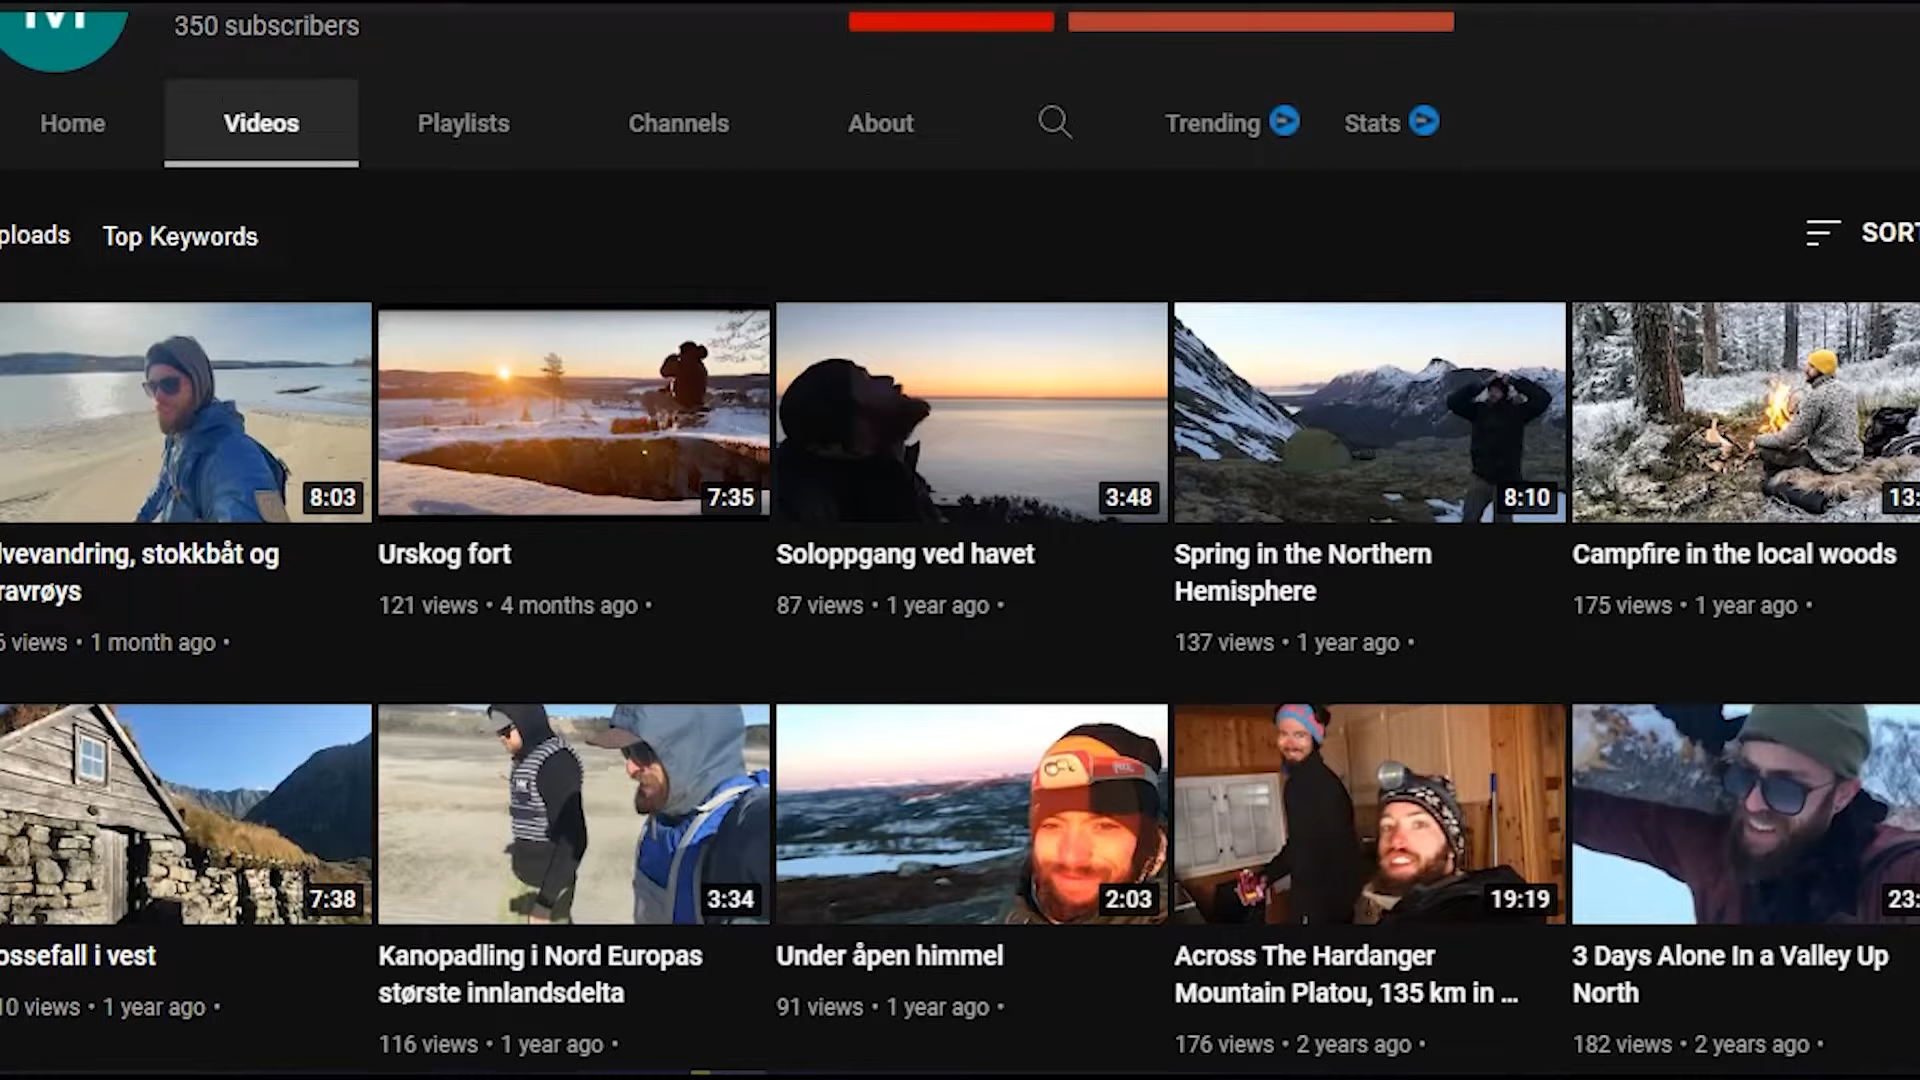 350 subscribers
Home Videos Playlists Channels About Trending Stats
ploads Top Keywords SORT
8:03 7:35 3:48 8:10 13:
lvevandring, stokkbåt og
ravrøys
6 views • 1 month ago •
Urskog fort
121 views • 4 months ago •
Soloppgang ved havet
87 views • 1 year ago •
Spring in the Northern
Hemisphere
137 views • 1 year ago •
Campfire in the local woods
175 views • 1 year ago •
7:38 3:34 2:03 19:19 23:
ossefall i vest
10 views • 1 year ago •
Kanopadling i Nord Europas
største innlandsdelta
116 views • 1 year ago •
Under åpen himmel
91 views • 1 year ago •
Across The Hardanger
Mountain Platou, 135 km in ...
176 views • 2 years ago •
3 Days Alone In a Valley Up
North
182 views • 2 years ago •